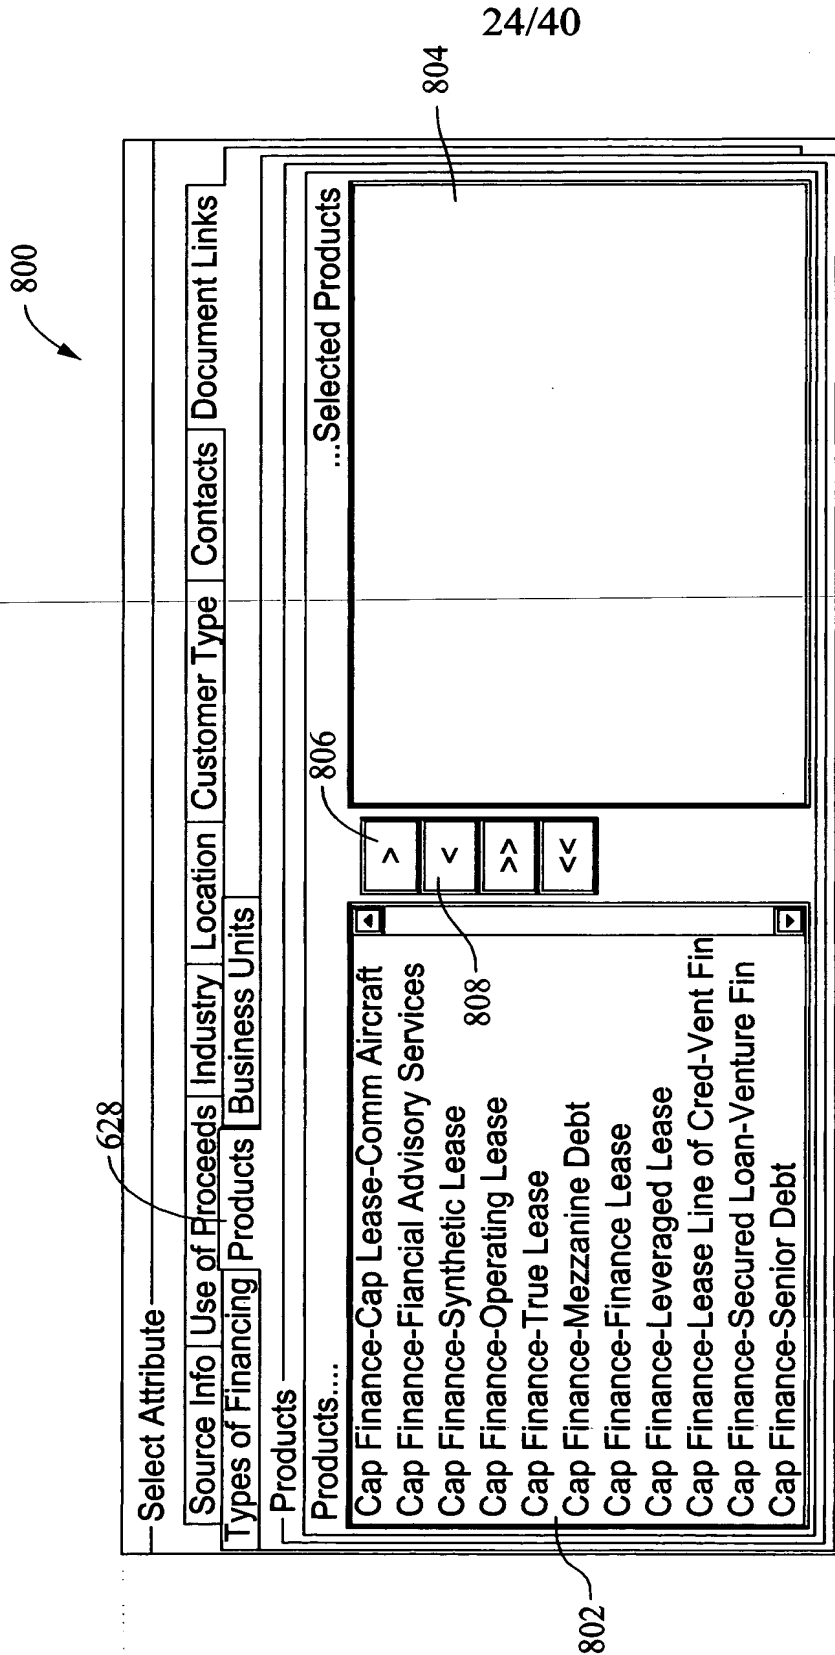 24/40
800
Select Attribute
Source Info Use of Proceeds Industry Location Customer Type Contacts Document Links
628
Types of Financing Products Business Units
Products
Products.... ...Selected Products
Cap Finance-Cap Lease-Comm Aircraft
Cap Finance-Fiancial Advisory Services
Cap Finance-Synthetic Lease
Cap Finance-Operating Lease
Cap Finance-True Lease
Cap Finance-Mezzanine Debt
Cap Finance-Finance Lease
Cap Finance-Leveraged Lease
Cap Finance-Lease Line of Cred-Vent Fin
Cap Finance-Secured Loan-Venture Fin
Cap Finance-Senior Debt
>
<
>>
<<
806
808
804
802